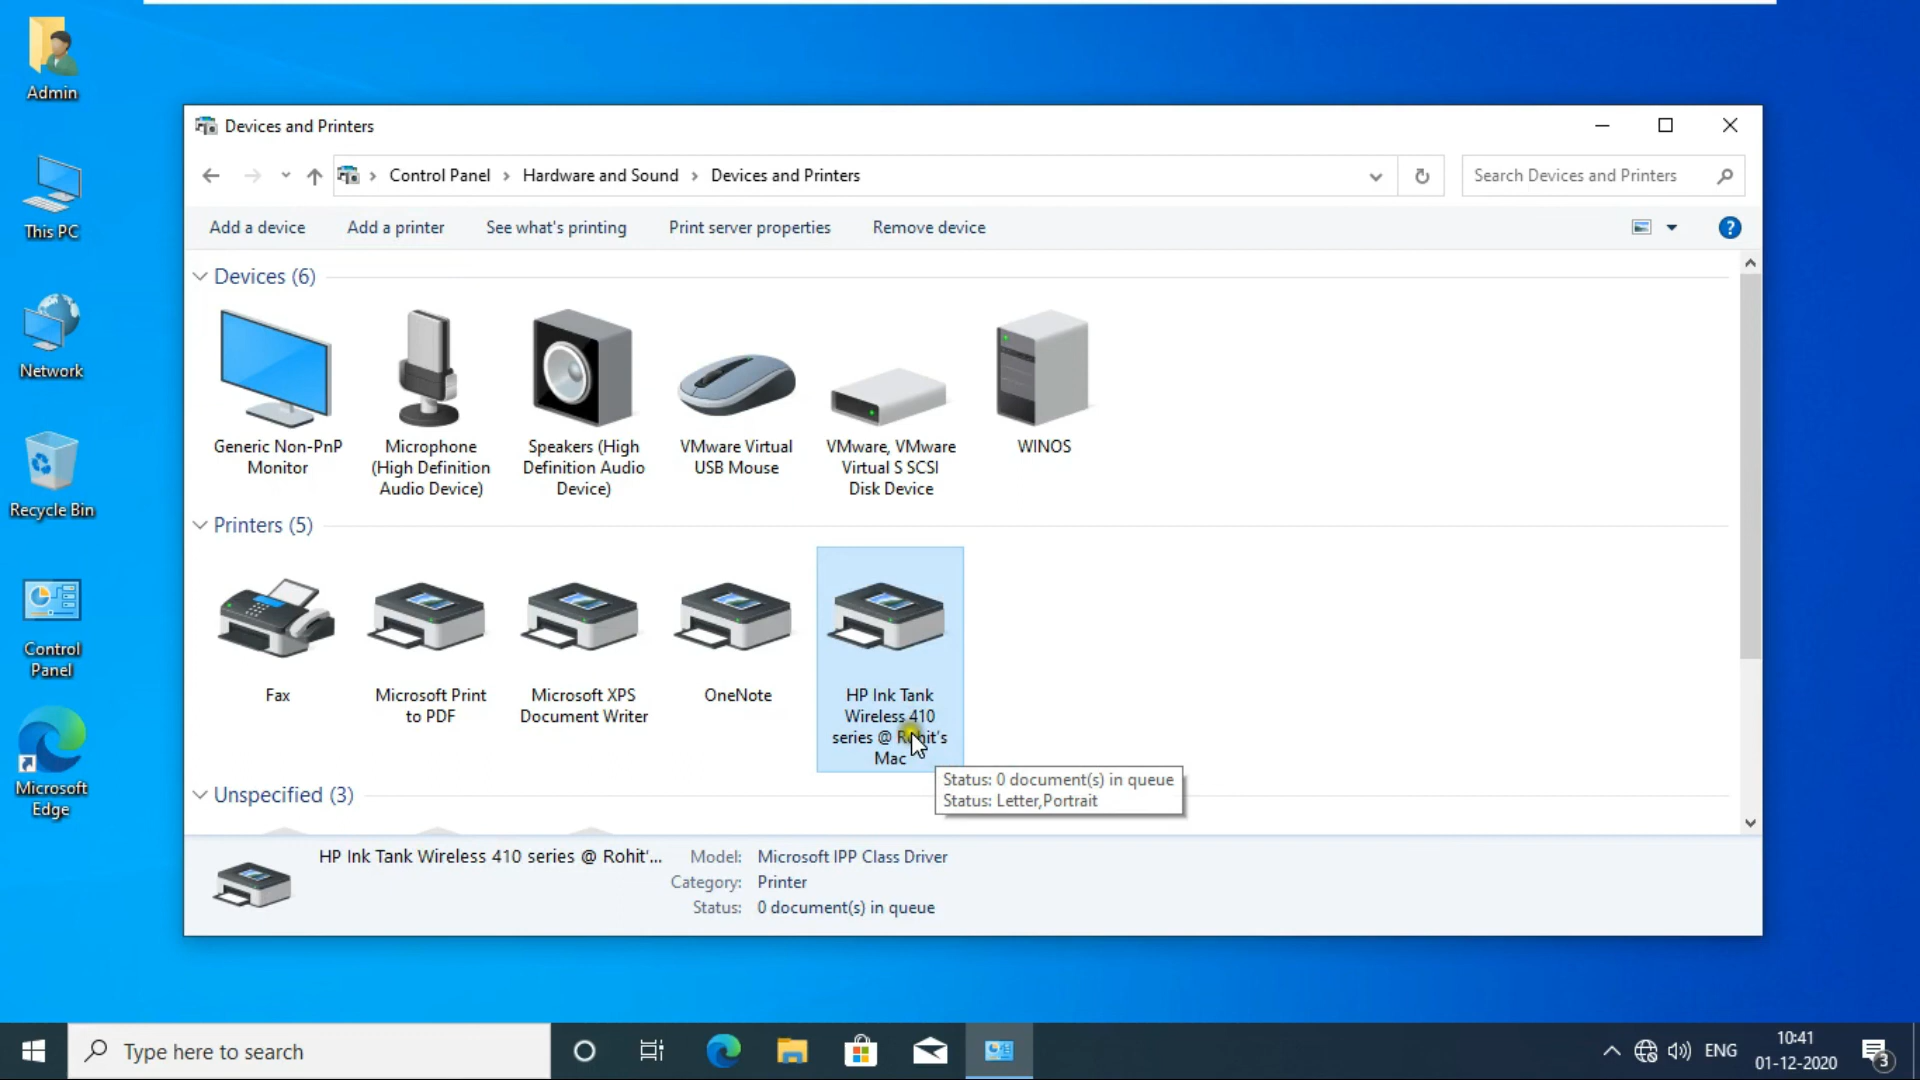 Admin
This PC
Network
Recycle Bin
Control
Panel
Microsoft
Edge
Devices and Printers
Control Panel
Hardware and Sound
Devices and Printers
Search Devices and Printers
Add a device
Add a printer
See what's printing
Print server properties
Remove device
?
Devices (6)
Generic Non-PnP
Monitor
Microphone
(High Definition
Audio Device)
Speakers (High
Definition Audio
Device)
VMware Virtual
USB Mouse
VMware, VMware
Virtual S SCSI
Disk Device
WINOS
Printers (5)
Fax
Microsoft Print
to PDF
Microsoft XPS
Document Writer
OneNote
HP Ink Tank
Wireless 410
series @ Rohit's
Mac
Status: 0 document(s) in queue
Status: Letter,Portrait
Unspecified (3)
HP Ink Tank Wireless 410 series @ Rohit'...
Model: Microsoft IPP Class Driver
Category: Printer
Status: 0 document(s) in queue
Type here to search
ENG
10:41
01-12-2020
3